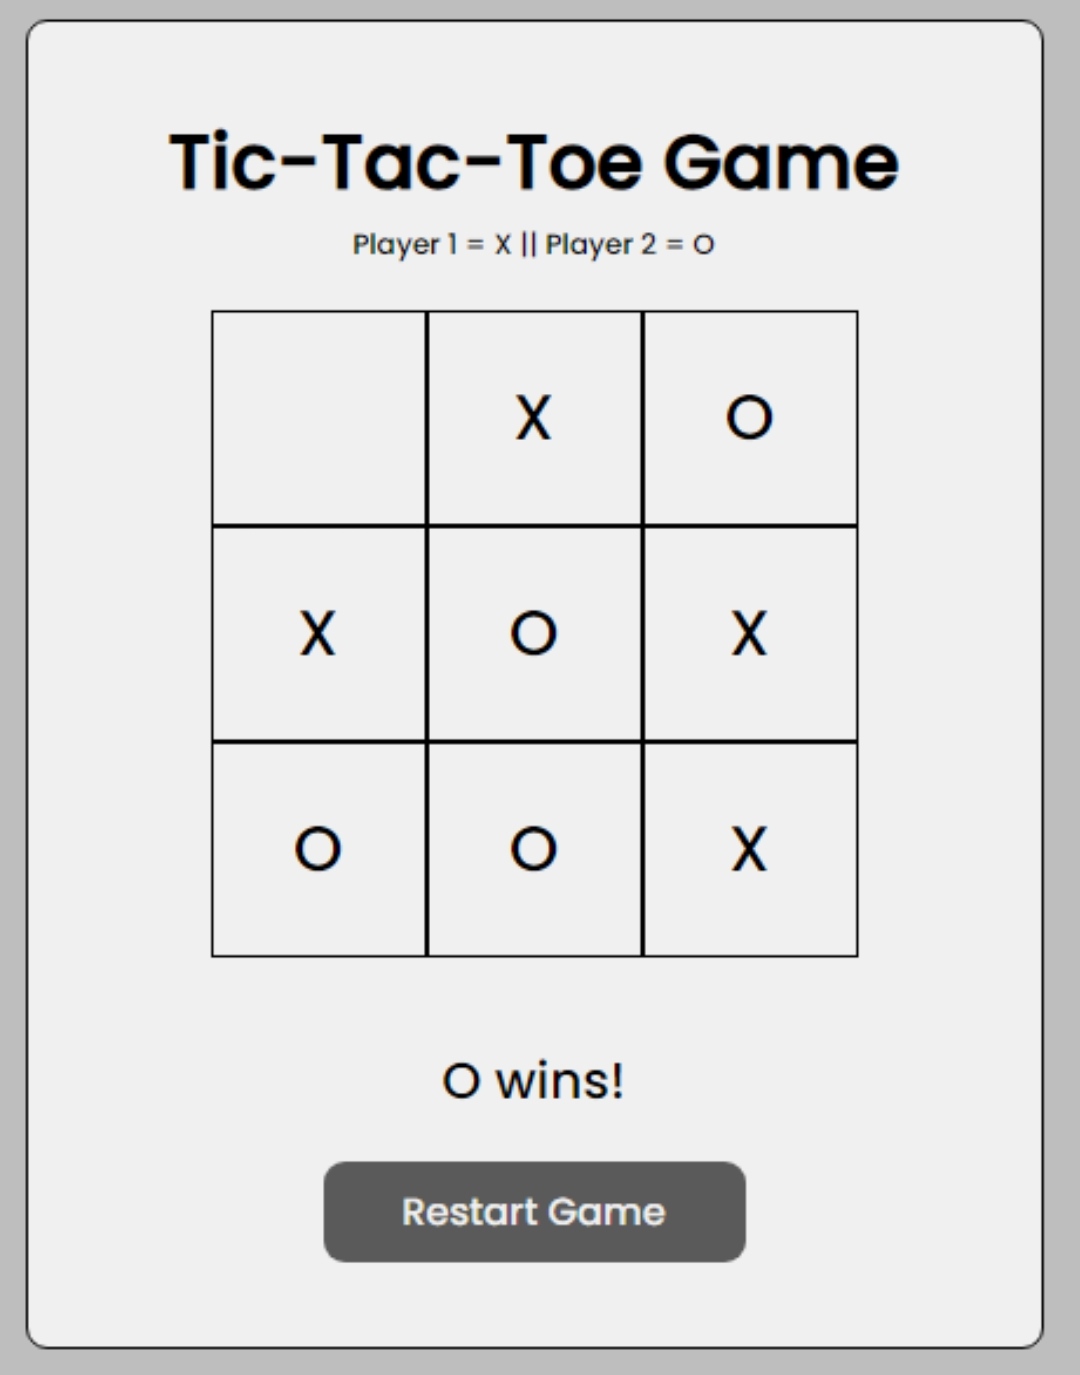 Tic-Tac-Toe Game
Player 1 = X || Player 2 = O
X O
X O X
O O X
O wins!
Restart Game